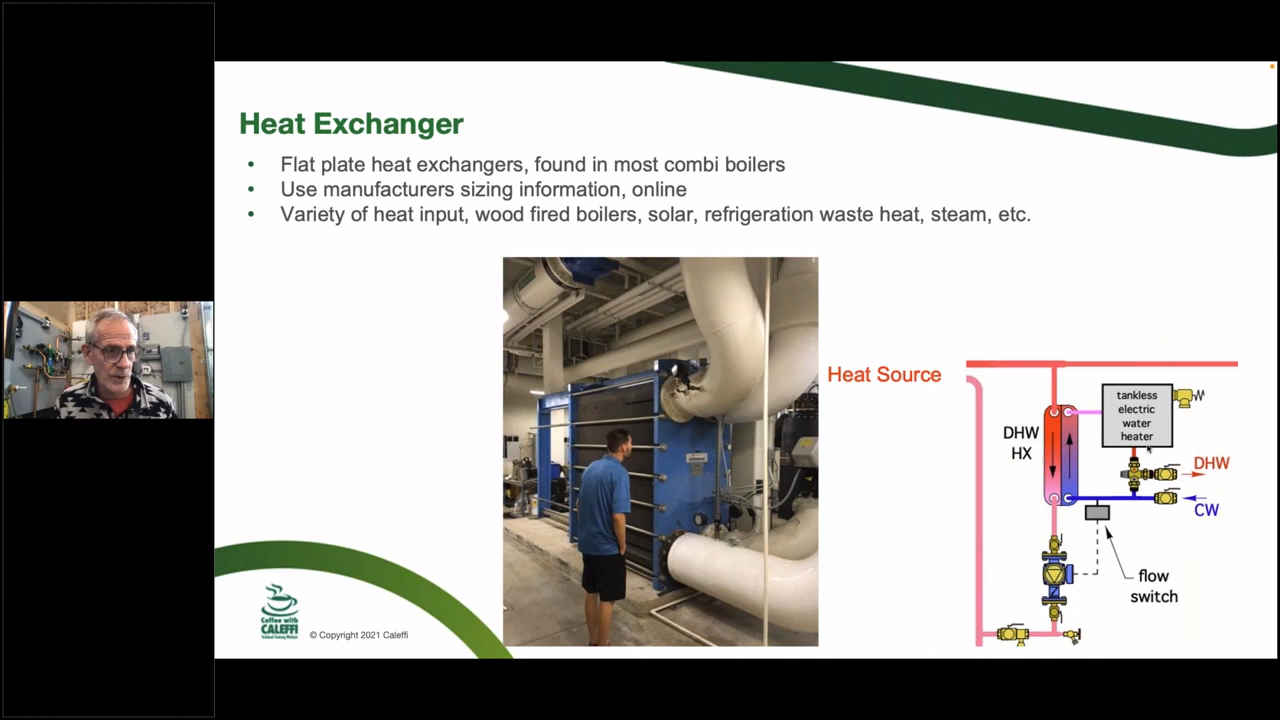 Heat Exchanger
• Flat plate heat exchangers, found in most combi boilers
• Use manufacturers sizing information, online
• Variety of heat input, wood fired boilers, solar, refrigeration waste heat, steam, etc.
Heat Source
tankless
electric
water
heater
DHW
HX
DHW
CW
flow
switch
Coffee with
CALEFFI
© Copyright 2021 Caleffi